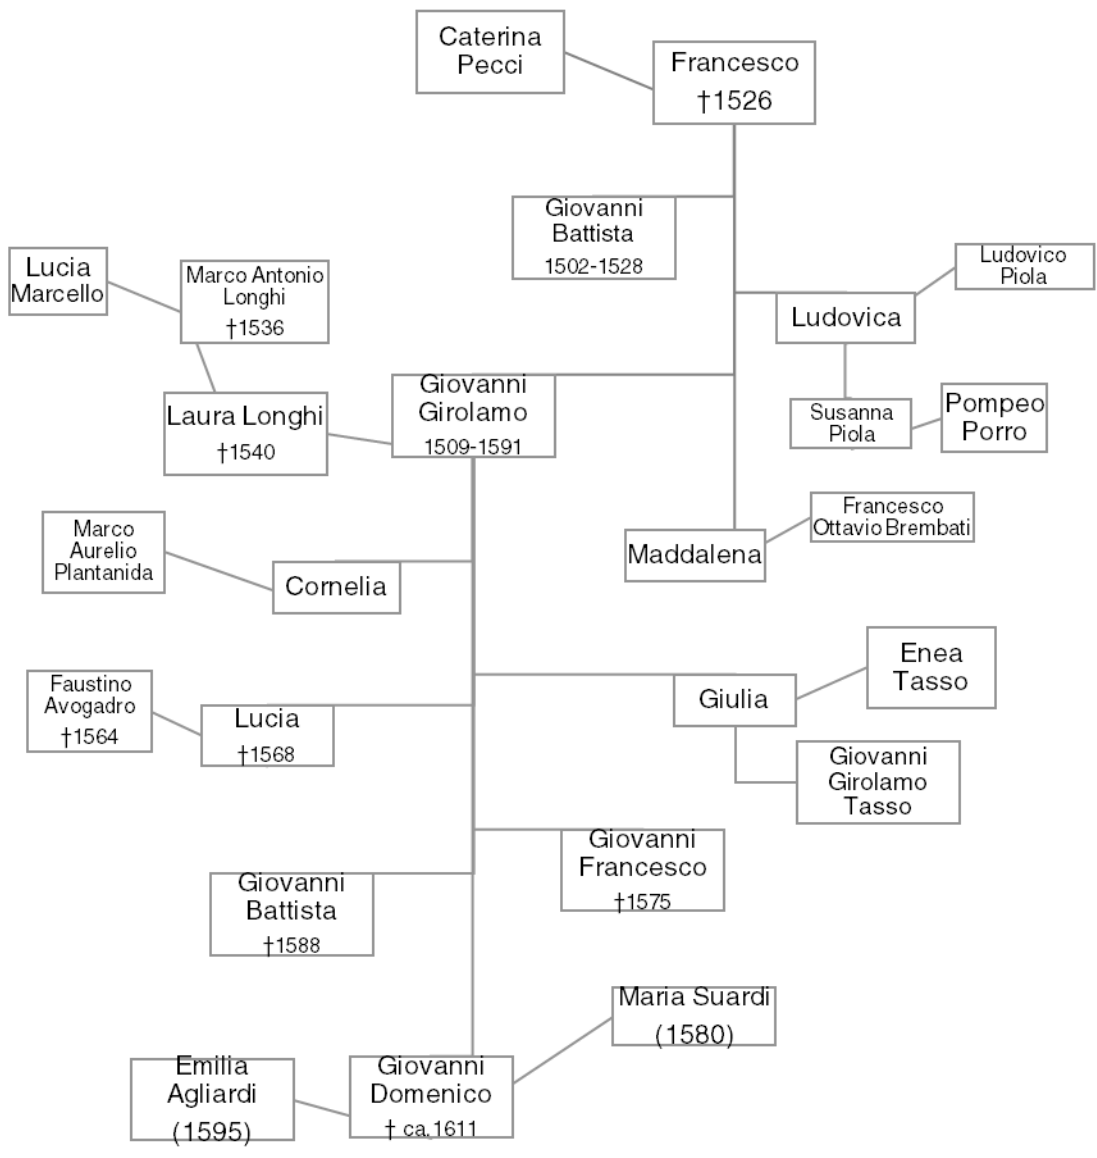 Caterina
Pecci
Francesco
†1526
Giovanni
Battista
1502-1528
Lucia
Marcello
Marco Antonio
Longhi
†1536
Ludovico
Piola
Ludovica
Laura Longhi
†1540
Giovanni
Girolamo
1509-1591
Susanna
Piola
Pompeo
Porro
Marco
Aurelio
Plantanida
Francesco
Ottavio Brembati
Maddalena
Cornelia
Enea
Tasso
Faustino
Avogadro
†1564
Lucia
†1568
Giulia
Giovanni
Girolamo
Tasso
Giovanni
Francesco
†1575
Giovanni
Battista
†1588
Maria Suardi
(1580)
Emilia
Agliardi
(1595)
Giovanni
Domenico
† ca.1611